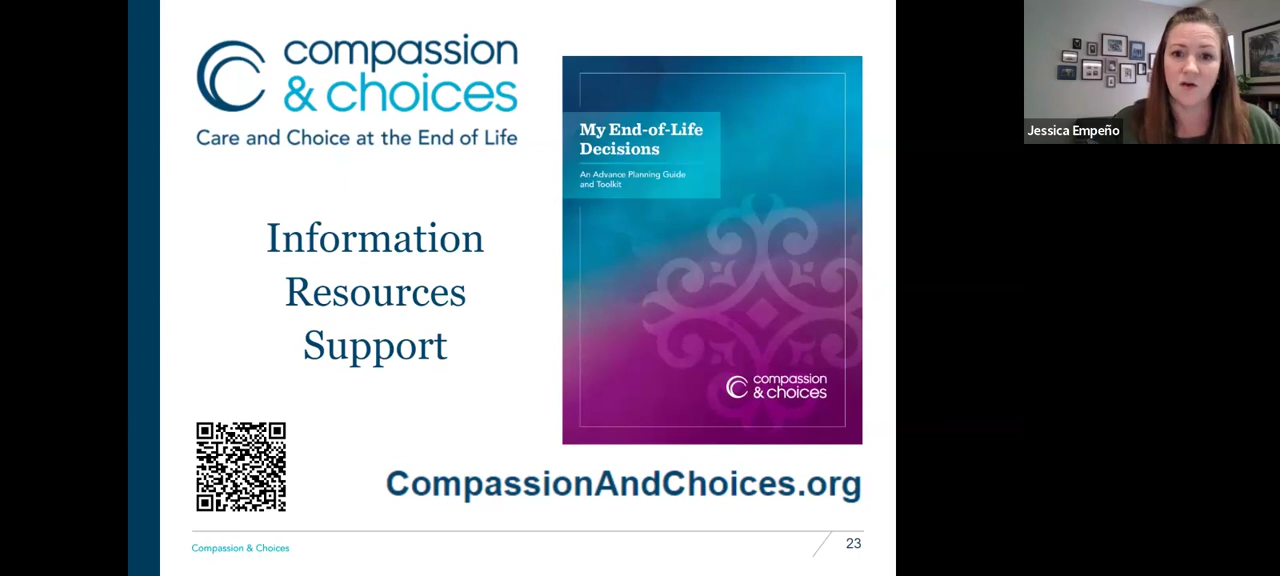 compassion
& choices
Care and Choice at the End of Life
Information
Resources
Support
My End-of-Life
Decisions
An Advance Planning Guide
and Toolkit
compassion
& choices
CompassionAndChoices.org
Compassion & Choices
23
Jessica Empeño